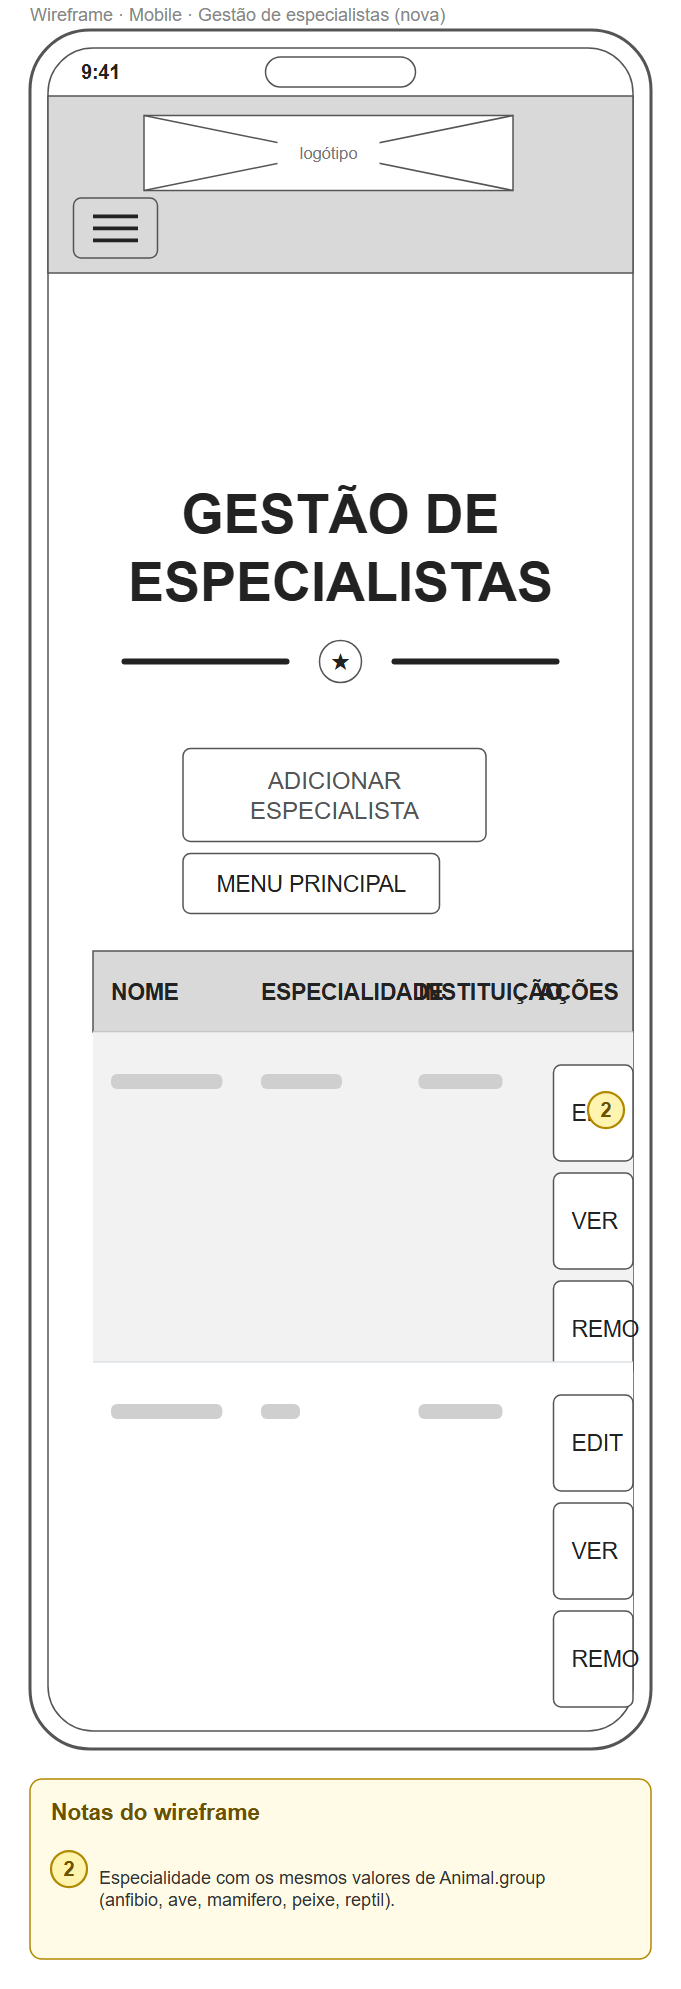 Wireframe · Mobile · Gestão de especialistas (nova)
9:41
logótipo
GESTÃO DE
ESPECIALISTAS
ADICIONAR
ESPECIALISTA
MENU PRINCIPAL
NOME ESPECIALIDADE INSTITUIÇÃO AÇÕES
2
VER
REMO
EDIT
VER
REMO
Notas do wireframe
2
Especialidade com os mesmos valores de Animal.group
(anfibio, ave, mamifero, peixe, reptil).